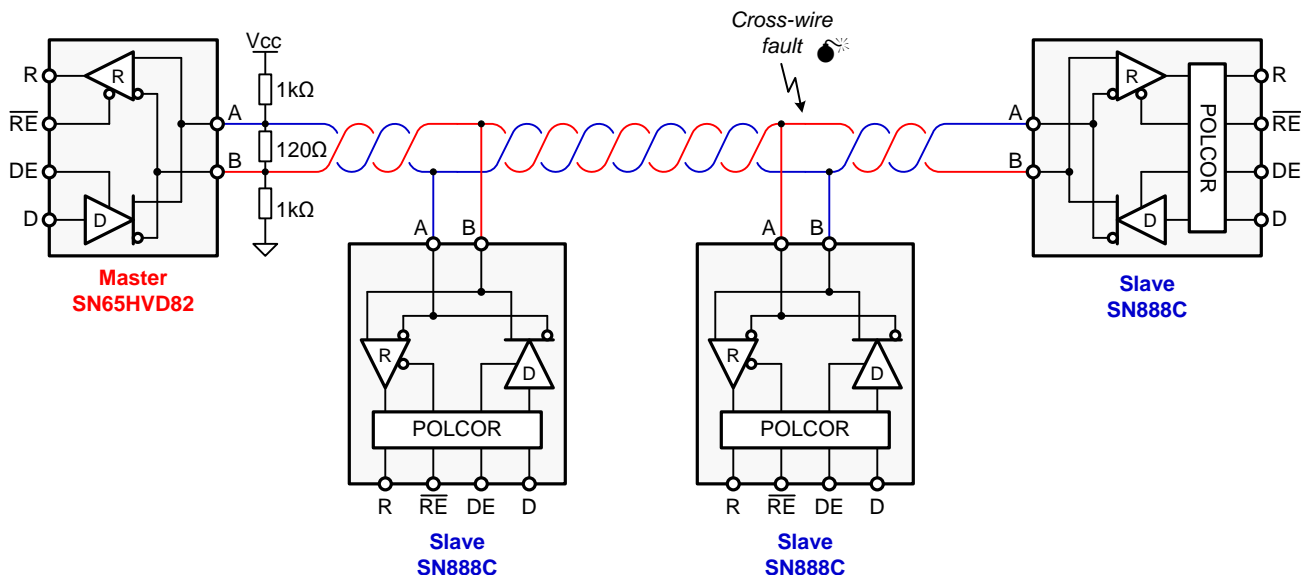 Cross-wire
fault
Vcc
1kΩ
120Ω
1kΩ
A
B
R
RE
DE
D
R
D
Master
SN65HVD82
A
B
R
D
POLCOR
R
RE
DE
D
Slave
SN888C
A
B
R
D
POLCOR
R
RE
DE
D
Slave
SN888C
A
B
R
D
POLCOR
R
RE
DE
D
Slave
SN888C